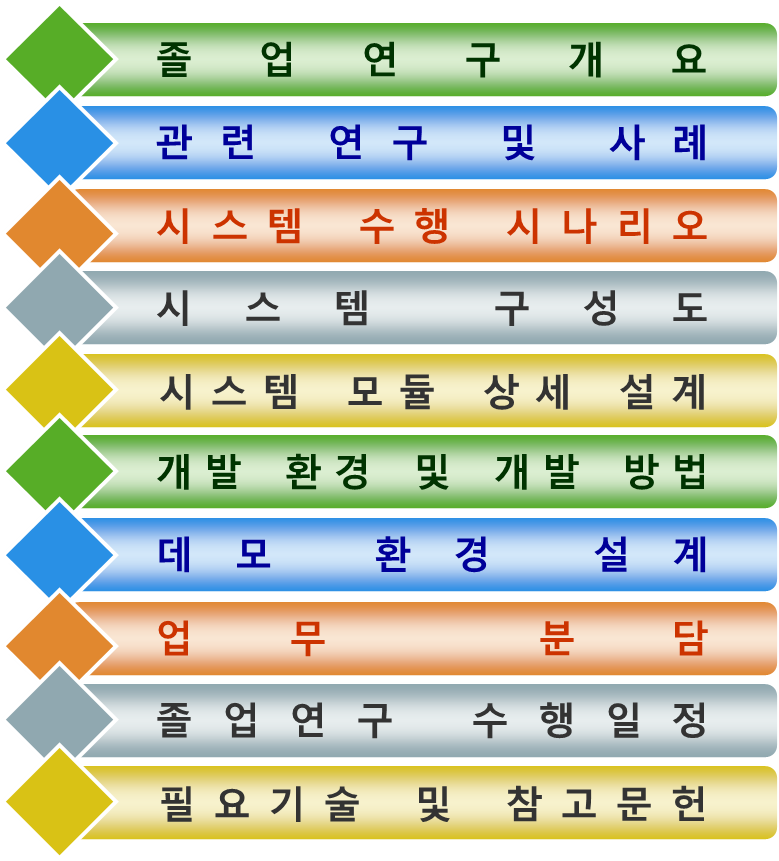 졸업연구개요
관련 연구 및 사례
시스템 수행 시나리오
시스템 구성도
시스템 모듈 상세 설계
개발 환경 및 개발 방법
데모 환경 설계
업무 분담
졸업연구 수행일정
필요기술 및 참고문헌